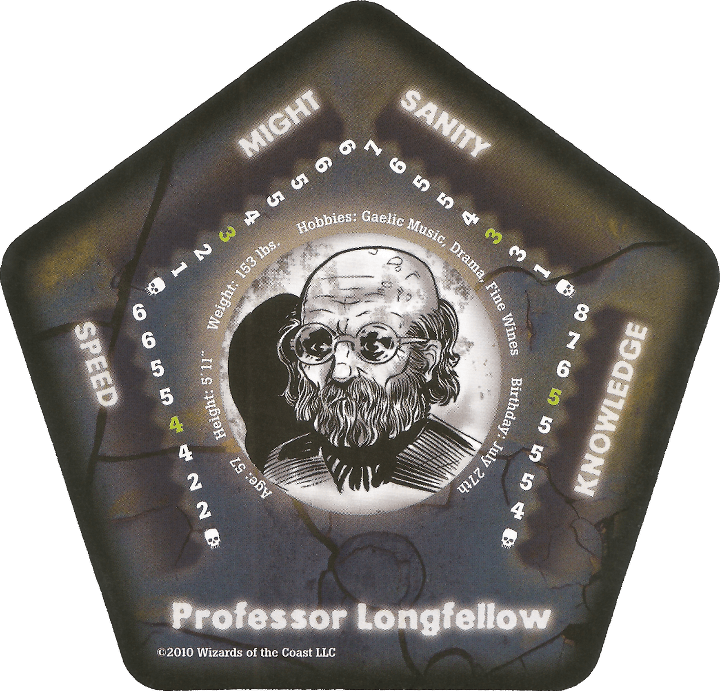 MIGHT
1 2 3 4 5 5 6 6
SANITY
7 6 5 5 4 3 3 1
SPEED
6 6 5 5 4 4 2 2
KNOWLEDGE
8 7 6 5 5 5 5 4
Age: 57 Height: 5' 11" Weight: 153 lbs. Hobbies: Gaelic Music, Drama, Fine Wines Birthday: July 27th
Professor Longfellow
©2010 Wizards of the Coast LLC